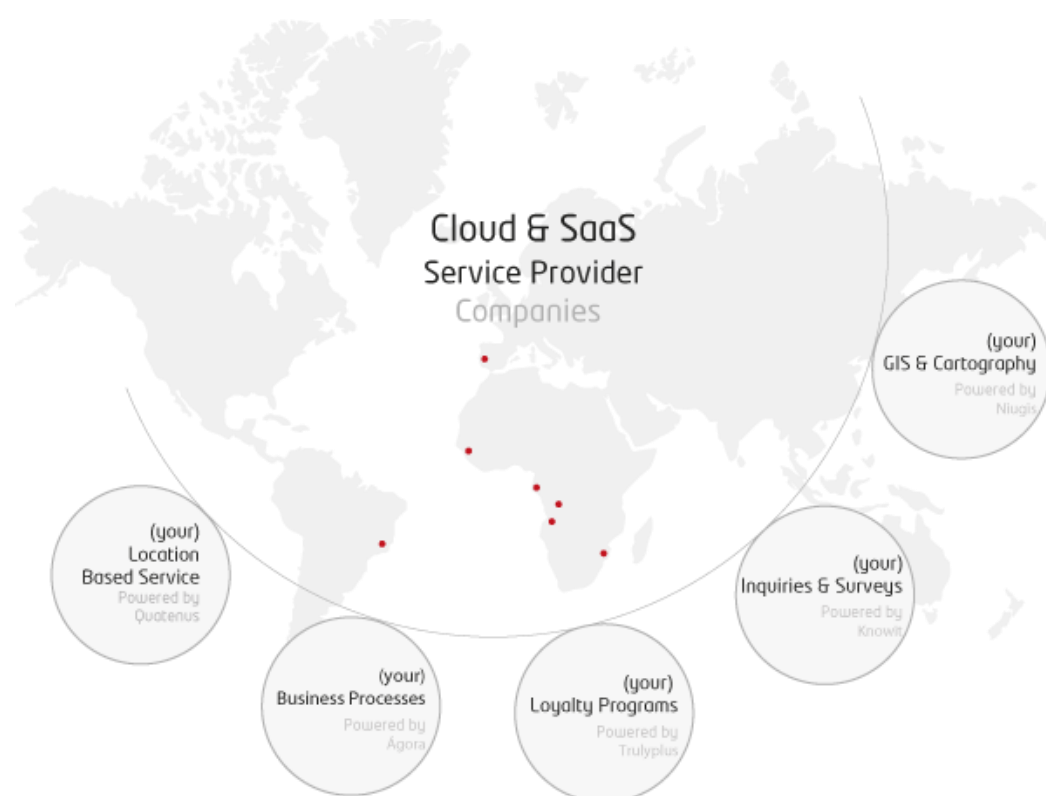 Cloud & SaaS
Service Provider
Companies
(your)
GIS & Cartography
Powered by
Niugis
(your)
Location
Based Service
Powered by
Quatenus
(your)
Inquiries & Surveys
Powered by
Knowit
(your)
Business Processes
Powered by
Ágora
(your)
Loyalty Programs
Powered by
Trulyplus